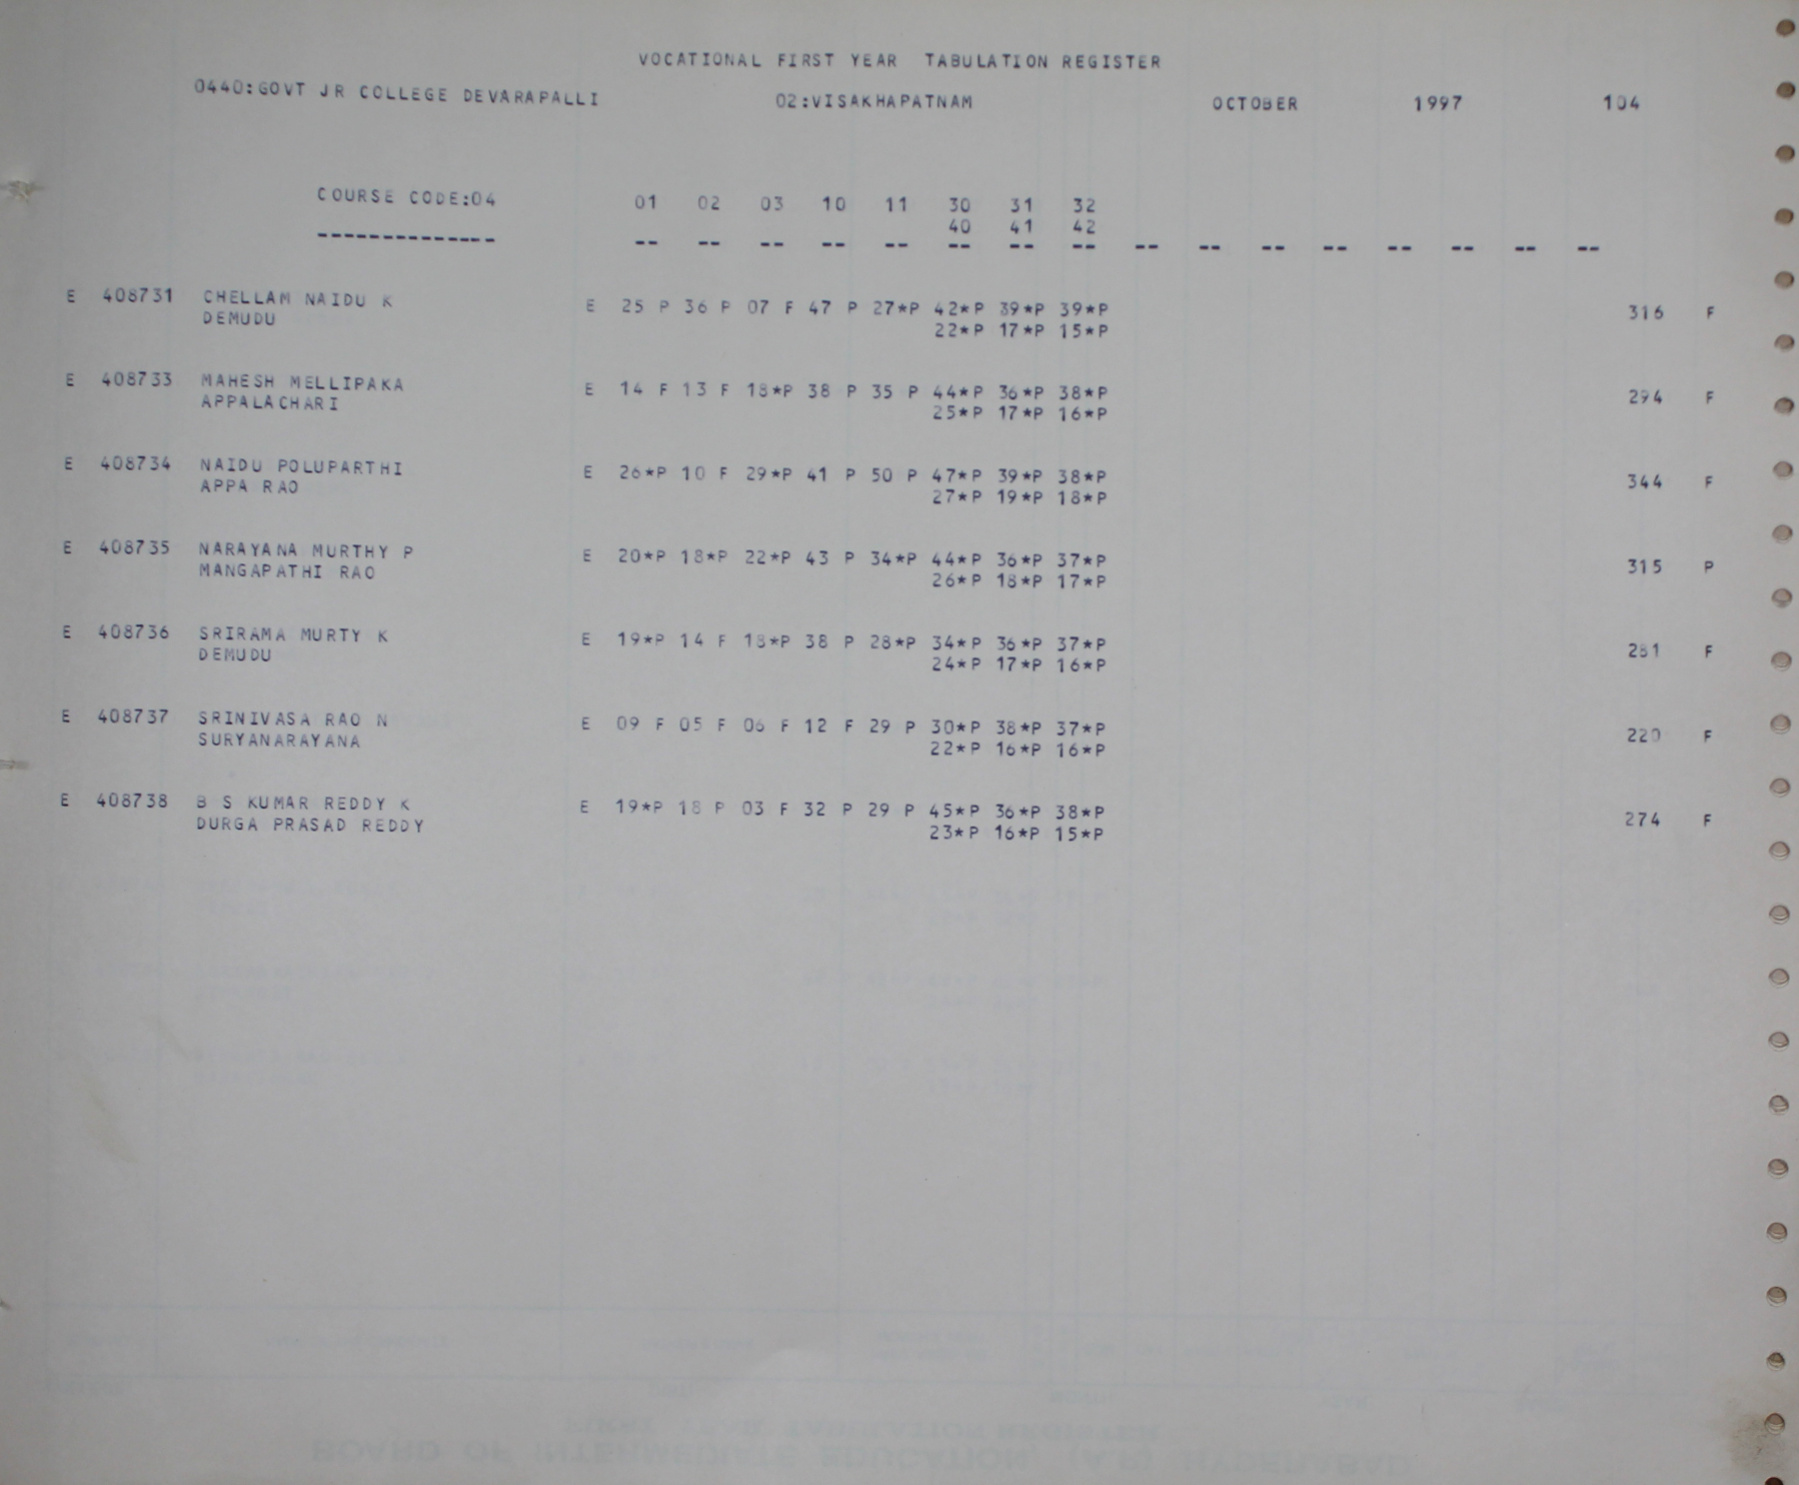 VOCATIONAL FIRST YEAR TABULATION REGISTER
0440:GOVT JR COLLEGE DEVARAPALLI 02:VISAKHAPATNAM OCTOBER 1997 104
COURSE CODE:04 01 02 03 10 11 30 31 32
40 41 42
-------------- -- -- -- -- -- -- -- -- -- -- -- -- -- -- -- --
E 408731 CHELLAM NAIDU K E 25 P 36 P 07 F 47 P 27*P 42*P 39*P 39*P 316 F
DEMUDU 22*P 17*P 15*P
E 408733 MAHESH MELLIPAKA E 14 F 13 F 18*P 38 P 35 P 44*P 36*P 38*P 294 F
APPALACHARI 25*P 17*P 16*P
E 408734 NAIDU POLUPARTHI E 26*P 10 F 29*P 41 P 50 P 47*P 39*P 38*P 344 F
APPA RAO 27*P 19*P 18*P
E 408735 NARAYANA MURTHY P E 20*P 18*P 22*P 43 P 34*P 44*P 36*P 37*P 315 P
MANGAPATHI RAO 26*P 18*P 17*P
E 408736 SRIRAMA MURTY K E 19*P 14 F 18*P 38 P 28*P 34*P 36*P 37*P 281 F
DEMUDU 24*P 17*P 16*P
E 408737 SRINIVASA RAO N E 09 F 05 F 06 F 12 F 29 P 30*P 38*P 37*P 220 F
SURYANARAYANA 22*P 16*P 16*P
E 408738 B S KUMAR REDDY K E 19*P 18 P 03 F 32 P 29 P 45*P 36*P 38*P 274 F
DURGA PRASAD REDDY 23*P 16*P 15*P